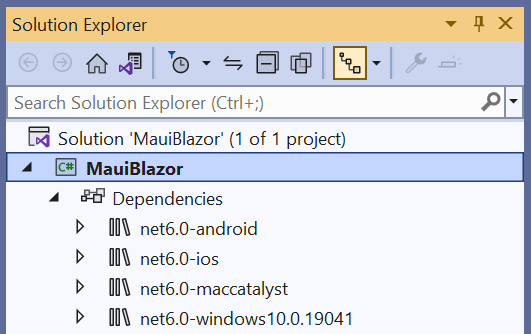 Solution Explorer
Search Solution Explorer (Ctrl+;)
Solution 'MauiBlazor' (1 of 1 project)
C# MauiBlazor
Dependencies
net6.0-android
net6.0-ios
net6.0-maccatalyst
net6.0-windows10.0.19041